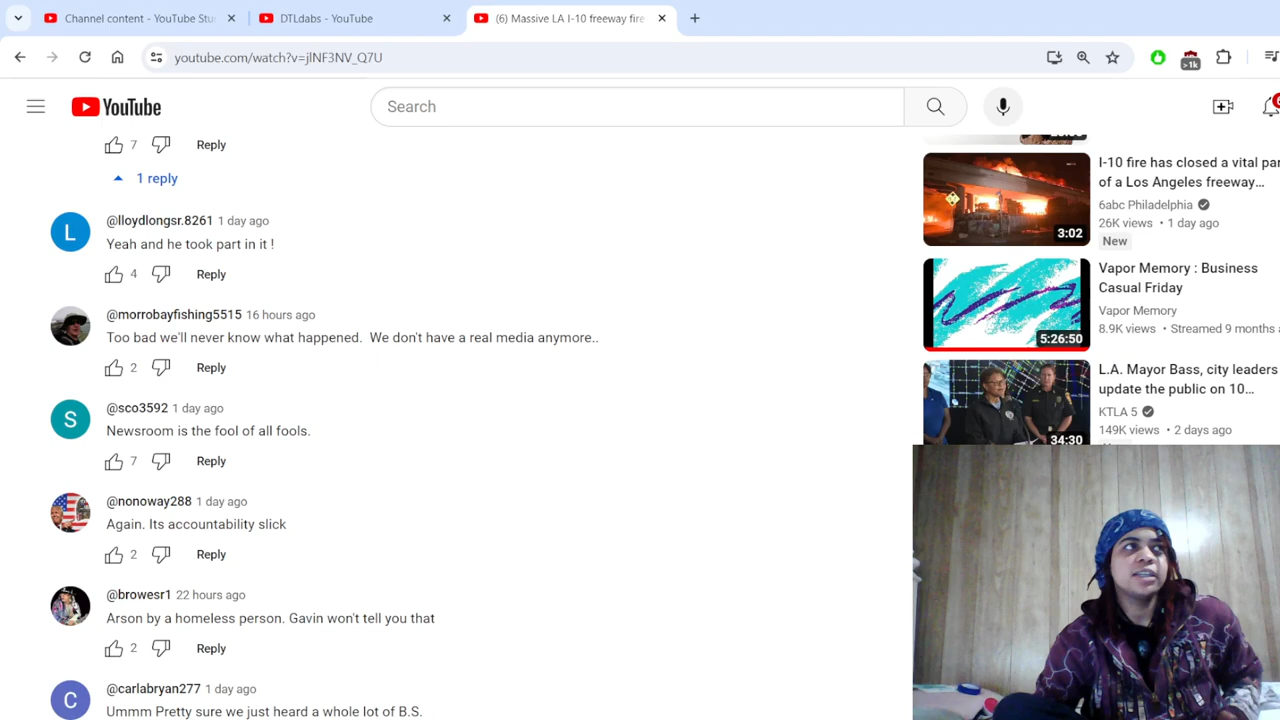 Channel content - YouTube Stu
DTLdabs - YouTube
(6) Massive LA I-10 freeway fire
youtube.com/watch?v=jlNF3NV_Q7U
>1k
YouTube
Search
7
Reply
1 reply
@lloydlongsr.8261 1 day ago
Yeah and he took part in it !
4
Reply
@morrobayfishing5515 16 hours ago
Too bad we'll never know what happened. We don't have a real media anymore..
2
Reply
S
@sco3592 1 day ago
Newsroom is the fool of all fools.
7
Reply
@nonoway288 1 day ago
Again. Its accountability slick
2
Reply
@browesr1 22 hours ago
Arson by a homeless person. Gavin won't tell you that
2
Reply
C
@carlabryan277 1 day ago
Ummm Pretty sure we just heard a whole lot of B.S.
L
I-10 fire has closed a vital par
of a Los Angeles freeway…
6abc Philadelphia
26K views • 1 day ago
New
3:02
Vapor Memory : Business
Casual Friday
Vapor Memory
8.9K views • Streamed 9 months a
5:26:50
L.A. Mayor Bass, city leaders
update the public on 10…
KTLA 5
149K views • 2 days ago
34:30